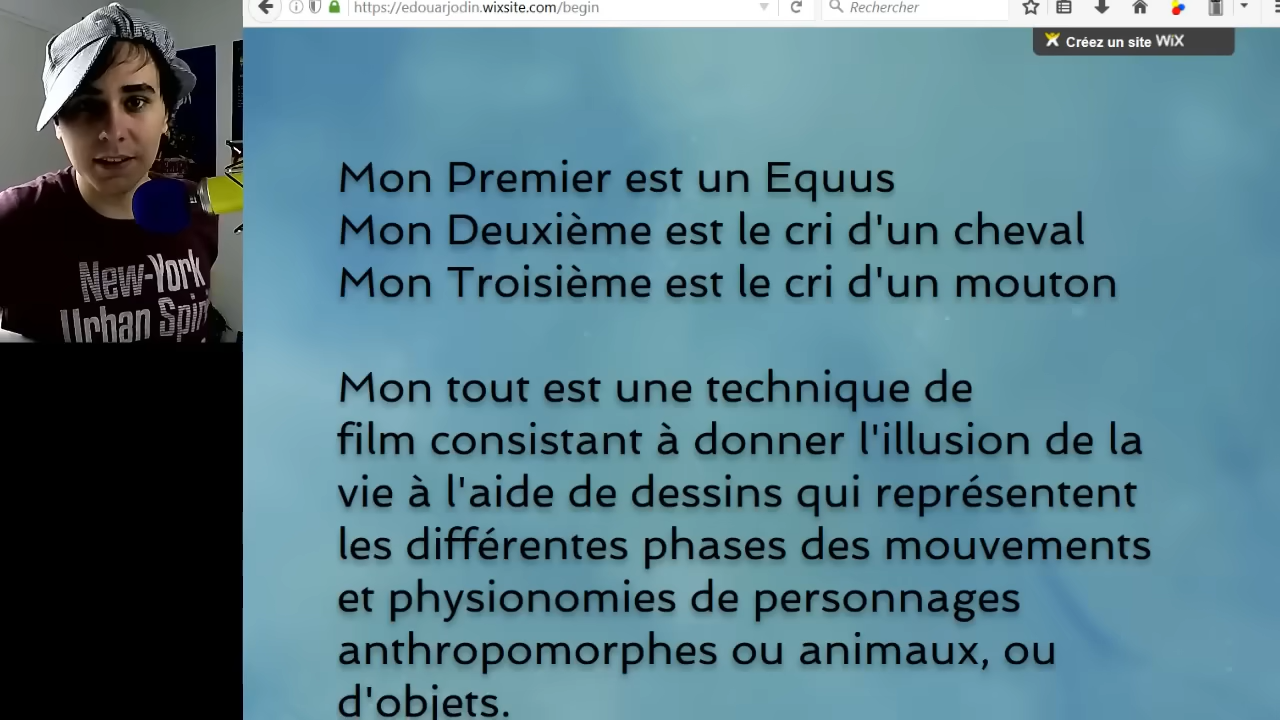 https://edouarjodin.wixsite.com/begin
Rechercher
Créez un site WiX
Mon Premier est un Equus
Mon Deuxième est le cri d'un cheval
Mon Troisième est le cri d'un mouton
Mon tout est une technique de
film consistant à donner l'illusion de la
vie à l'aide de dessins qui représentent
les différentes phases des mouvements
et physionomies de personnages
anthropomorphes ou animaux, ou
d'objets.
New-York
Urban Spir